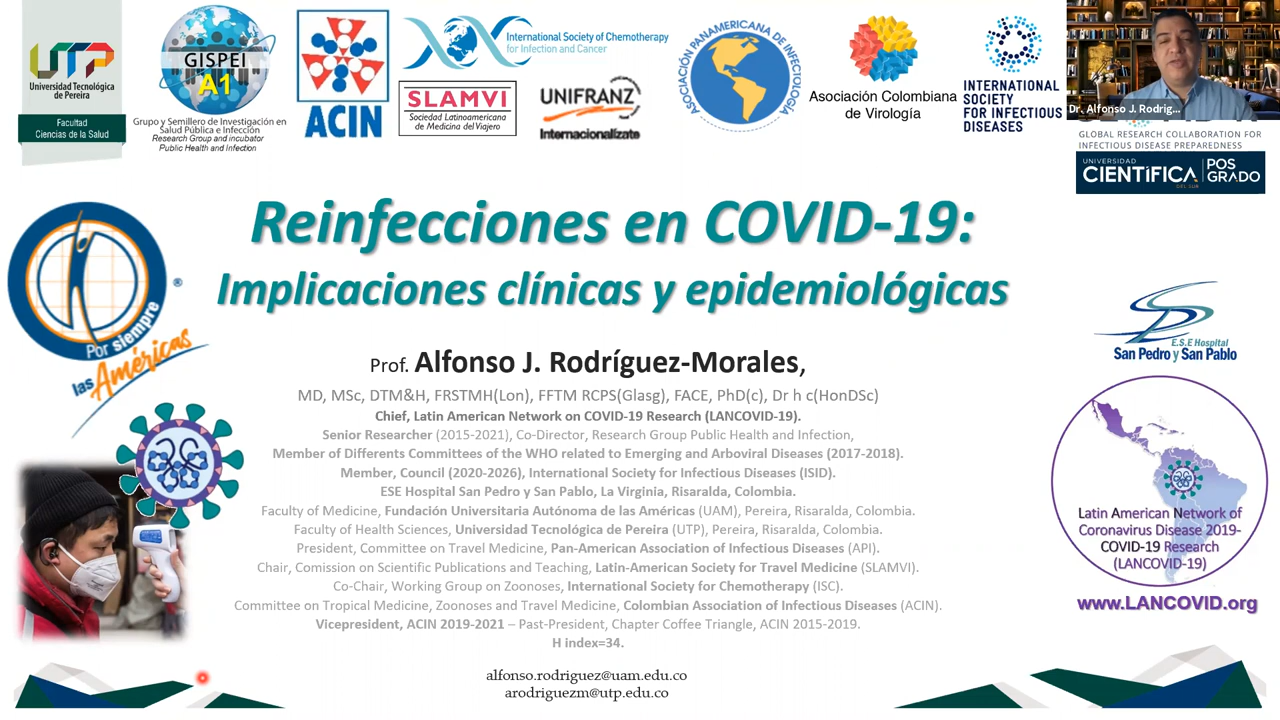 UTP
Universidad Tecnológica
de Pereira
Facultad
Ciencias de la Salud
GISPEI
A1
Grupo y Semillero de Investigación en
Salud Pública e Infección
Research Group and incubator
Public Health and Infection
ACIN
International Society of Chemotherapy
for Infection and Cancer
SLAMVI
Sociedad Latinoamericana
de Medicina del Viajero
UNIFRANZ
Internacionalízate
ASOCIACIÓN PANAMERICANA DE INFECTOLOGÍA
Asociación Colombiana
de Virología
INTERNATIONAL
SOCIETY
FOR INFECTIOUS
DISEASES
Dr. Alfonso J. Rodrig...
GLOBAL RESEARCH COLLABORATION FOR
INFECTIOUS DISEASE PREPAREDNESS
UNIVERSIDAD
CIENTÍFICA
DEL SUR
POS
GRADO
Reinfecciones en COVID-19:
Implicaciones clínicas y epidemiológicas
Por siempre
las Américas
®
Prof. Alfonso J. Rodríguez-Morales,
MD, MSc, DTM&H, FRSTMH(Lon), FFTM RCPS(Glasg), FACE, PhD(c), Dr h c(HonDSc)
Chief, Latin American Network on COVID-19 Research (LANCOVID-19).
Senior Researcher (2015-2021), Co-Director, Research Group Public Health and Infection,
Member of Differents Committees of the WHO related to Emerging and Arboviral Diseases (2017-2018).
Member, Council (2020-2026), International Society for Infectious Diseases (ISID).
ESE Hospital San Pedro y San Pablo, La Virginia, Risaralda, Colombia.
Faculty of Medicine, Fundación Universitaria Autónoma de las Américas (UAM), Pereira, Risaralda, Colombia.
Faculty of Health Sciences, Universidad Tecnológica de Pereira (UTP), Pereira, Risaralda, Colombia.
President, Committee on Travel Medicine, Pan-American Association of Infectious Diseases (API).
Chair, Comission on Scientific Publications and Teaching, Latin-American Society for Travel Medicine (SLAMVI).
Co-Chair, Working Group on Zoonoses, International Society for Chemotherapy (ISC).
Committee on Tropical Medicine, Zoonoses and Travel Medicine, Colombian Association of Infectious Diseases (ACIN).
Vicepresident, ACIN 2019-2021 – Past-President, Chapter Coffee Triangle, ACIN 2015-2019.
H index=34.
alfonso.rodriguez@uam.edu.co
arodriguezm@utp.edu.co
E.S.E Hospital
San Pedro y San Pablo
Latin American Network of
Coronavirus Disease 2019-
COVID-19 Research
(LANCOVID-19)
www.LANCOVID.org